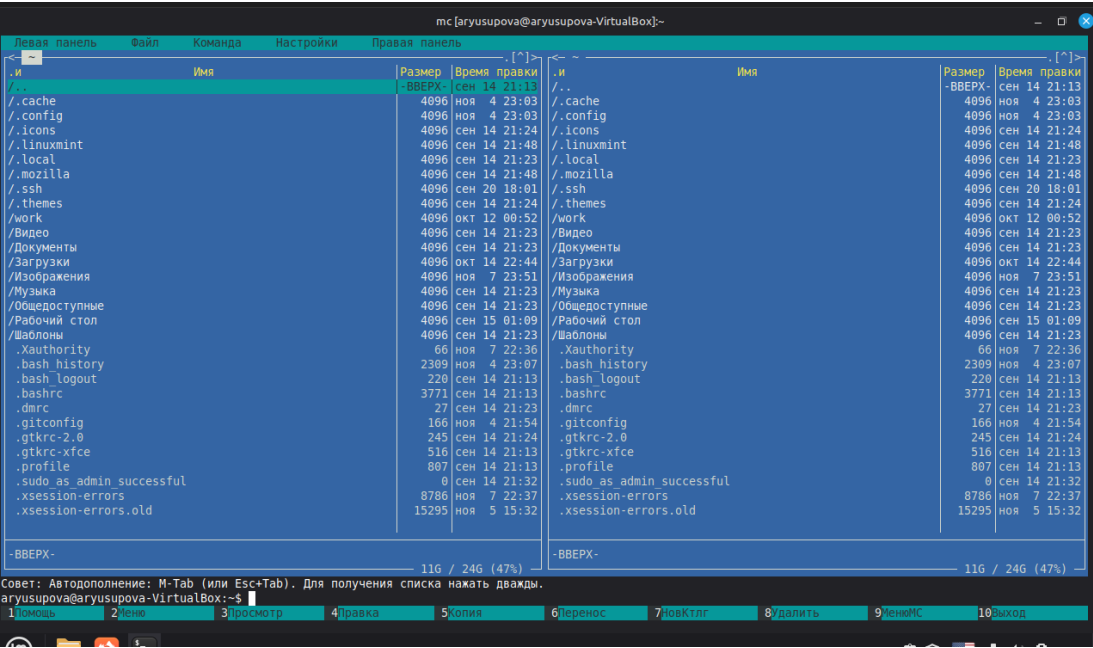 mc [aryusupova@aryusupova-VirtualBox]:~
Левая панель Файл Команда Настройки Правая панель
<- ~ .[^]> <- ~ .[^]>
.и Имя Размер Время правки .и Имя Размер Время правки
/.. -ВВЕРХ- сен 14 21:13 /.. -ВВЕРХ- сен 14 21:13
/.cache 4096 ноя 4 23:03 /.cache 4096 ноя 4 23:03
/.config 4096 ноя 4 23:03 /.config 4096 ноя 4 23:03
/.icons 4096 сен 14 21:24 /.icons 4096 сен 14 21:24
/.linuxmint 4096 сен 14 21:48 /.linuxmint 4096 сен 14 21:48
/.local 4096 сен 14 21:23 /.local 4096 сен 14 21:23
/.mozilla 4096 сен 14 21:48 /.mozilla 4096 сен 14 21:48
/.ssh 4096 сен 20 18:01 /.ssh 4096 сен 20 18:01
/.themes 4096 сен 14 21:24 /.themes 4096 сен 14 21:24
/work 4096 окт 12 00:52 /work 4096 окт 12 00:52
/Видео 4096 сен 14 21:23 /Видео 4096 сен 14 21:23
/Документы 4096 сен 14 21:23 /Документы 4096 сен 14 21:23
/Загрузки 4096 окт 14 22:44 /Загрузки 4096 окт 14 22:44
/Изображения 4096 ноя 7 23:51 /Изображения 4096 ноя 7 23:51
/Музыка 4096 сен 14 21:23 /Музыка 4096 сен 14 21:23
/Общедоступные 4096 сен 14 21:23 /Общедоступные 4096 сен 14 21:23
/Рабочий стол 4096 сен 15 01:09 /Рабочий стол 4096 сен 15 01:09
/Шаблоны 4096 сен 14 21:23 /Шаблоны 4096 сен 14 21:23
.Xauthority 66 ноя 7 22:36 .Xauthority 66 ноя 7 22:36
.bash_history 2309 ноя 4 23:07 .bash_history 2309 ноя 4 23:07
.bash_logout 220 сен 14 21:13 .bash_logout 220 сен 14 21:13
.bashrc 3771 сен 14 21:13 .bashrc 3771 сен 14 21:13
.dmrc 27 сен 14 21:23 .dmrc 27 сен 14 21:23
.gitconfig 166 ноя 4 21:54 .gitconfig 166 ноя 4 21:54
.gtkrc-2.0 245 сен 14 21:24 .gtkrc-2.0 245 сен 14 21:24
.gtkrc-xfce 516 сен 14 21:13 .gtkrc-xfce 516 сен 14 21:13
.profile 807 сен 14 21:13 .profile 807 сен 14 21:13
.sudo_as_admin_successful 0 сен 14 21:32 .sudo_as_admin_successful 0 сен 14 21:32
.xsession-errors 8786 ноя 7 22:37 .xsession-errors 8786 ноя 7 22:37
.xsession-errors.old 15295 ноя 5 15:32 .xsession-errors.old 15295 ноя 5 15:32
-ВВЕРХ- -ВВЕРХ-
11G / 24G (47%) 11G / 24G (47%)
Совет: Автодополнение: M-Tab (или Esc+Tab). Для получения списка нажать дважды.
aryusupova@aryusupova-VirtualBox:~$
1Помощь 2Меню 3Просмотр 4Правка 5Копия 6Перенос 7НовКтлг 8Удалить 9МенюMC 10Выход